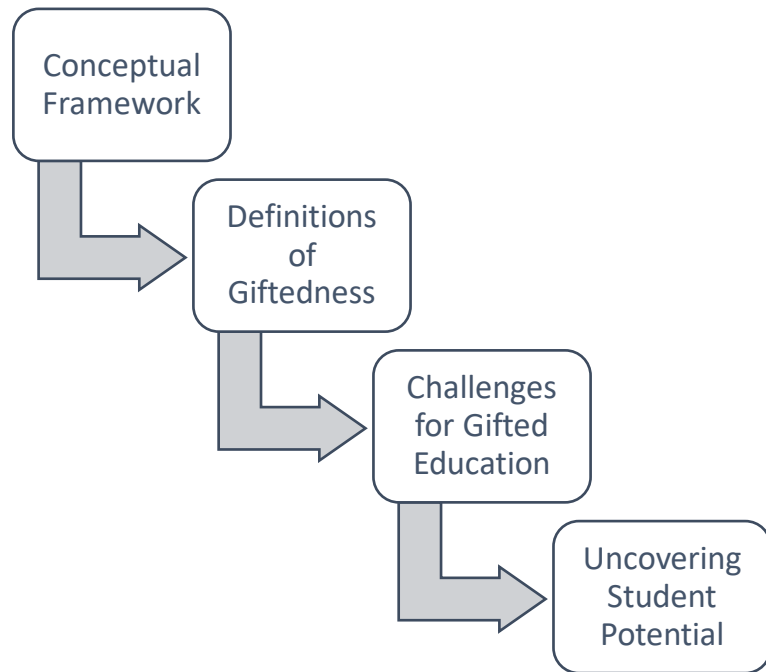 Conceptual
Framework
Definitions
of
Giftedness
Challenges
for Gifted
Education
Uncovering
Student
Potential